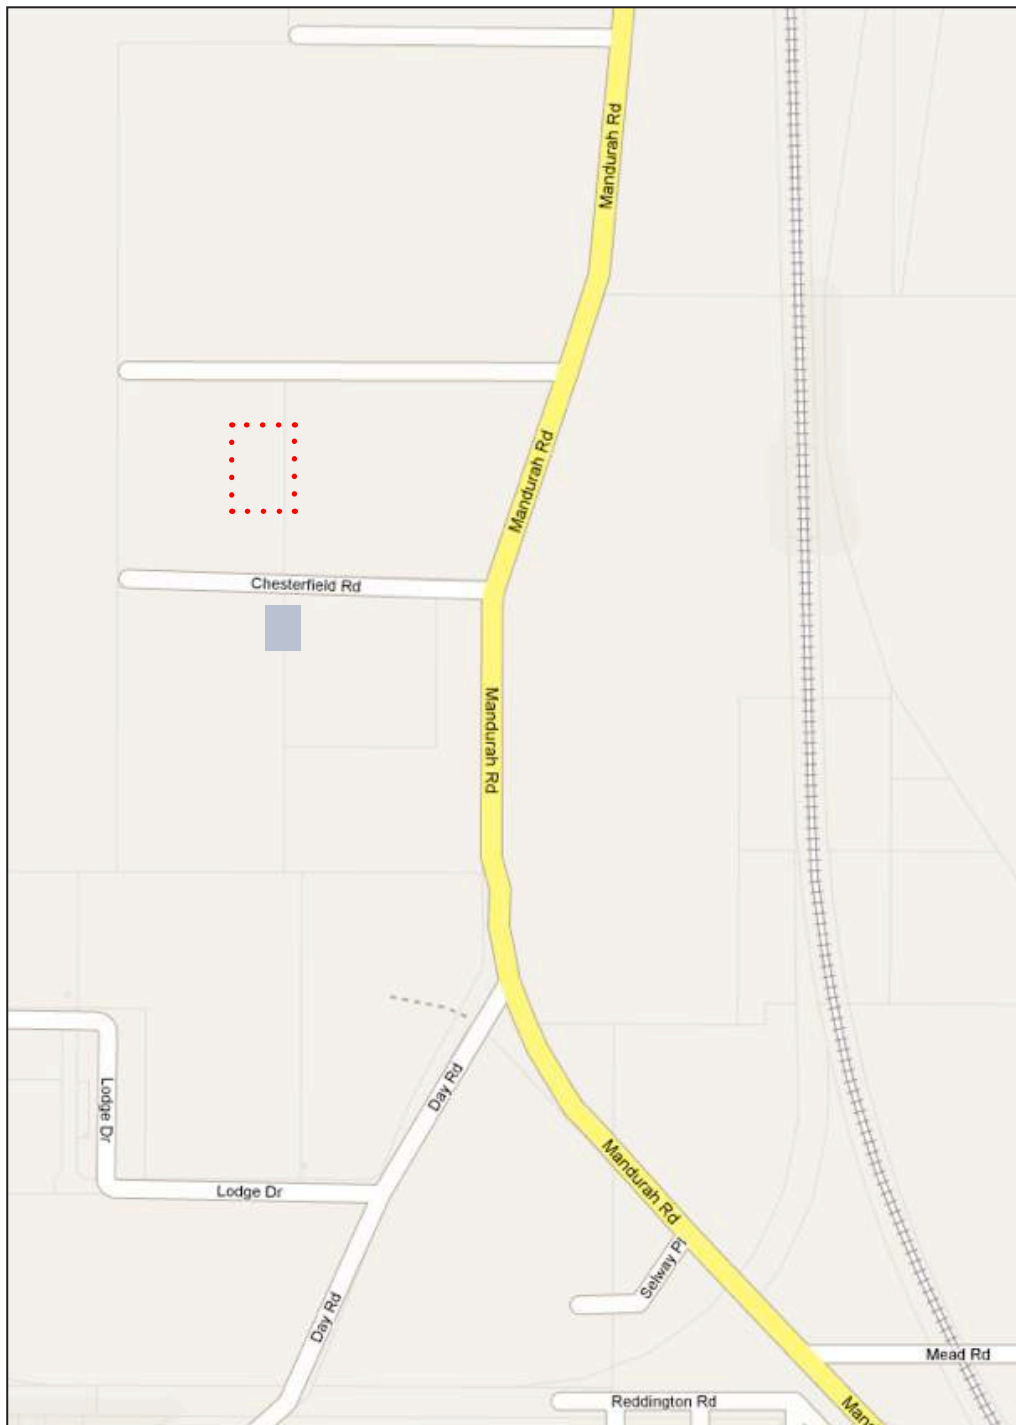 Mandurah Rd
Mandurah Rd
Chesterfield Rd
Mandurah Rd
Day Rd
Lodge Dr
Mandurah Rd
Lodge Dr
Selway Pl
Day Rd
Mead Rd
Reddington Rd
Man